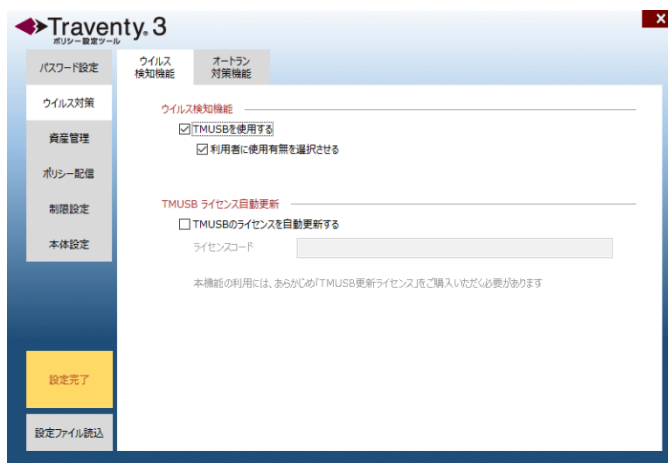 Traventy. 3
ポリシー設定ツール
X
パスワード設定
ウイルス対策
資産管理
ポリシー配信
制限設定
本体設定
設定完了
設定ファイル読込
ウイルス
検知機能
オートラン
対策機能
ウイルス検知機能
TMUSBを使用する
利用者に使用有無を選択させる
TMUSB ライセンス自動更新
TMUSBのライセンスを自動更新する
ライセンスコード
本機能の利用には、あらかじめ「TMUSB更新ライセンス」をご購入いただく必要があります